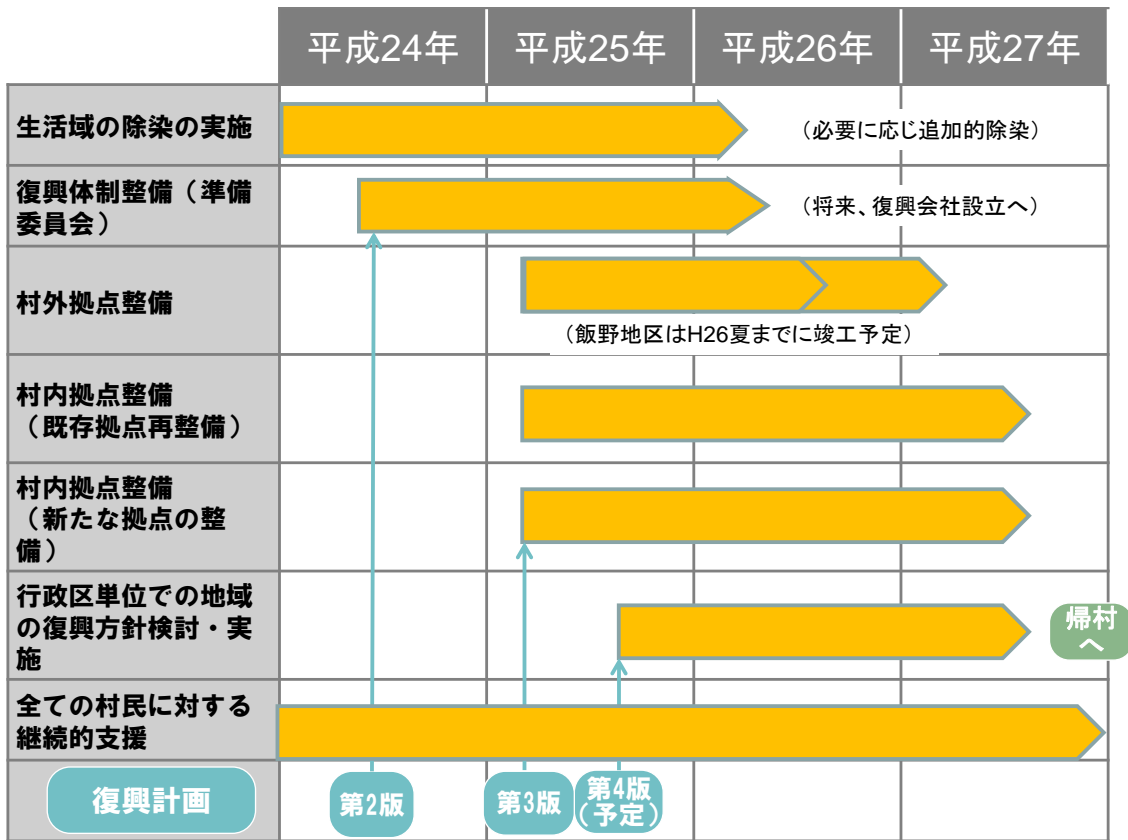 平成24年
平成25年
平成26年
平成27年
生活域の除染の実施
（必要に応じ追加的除染）
復興体制整備（準備
委員会）
（将来、復興会社設立へ）
村外拠点整備
（飯野地区はH26夏までに竣工予定）
村内拠点整備
（既存拠点再整備）
村内拠点整備
（新たな拠点の整
備）
行政区単位での地域
の復興方針検討・実
施
帰村
へ
全ての村民に対する
継続的支援
復興計画
第2版
第3版
第4版
（予定）